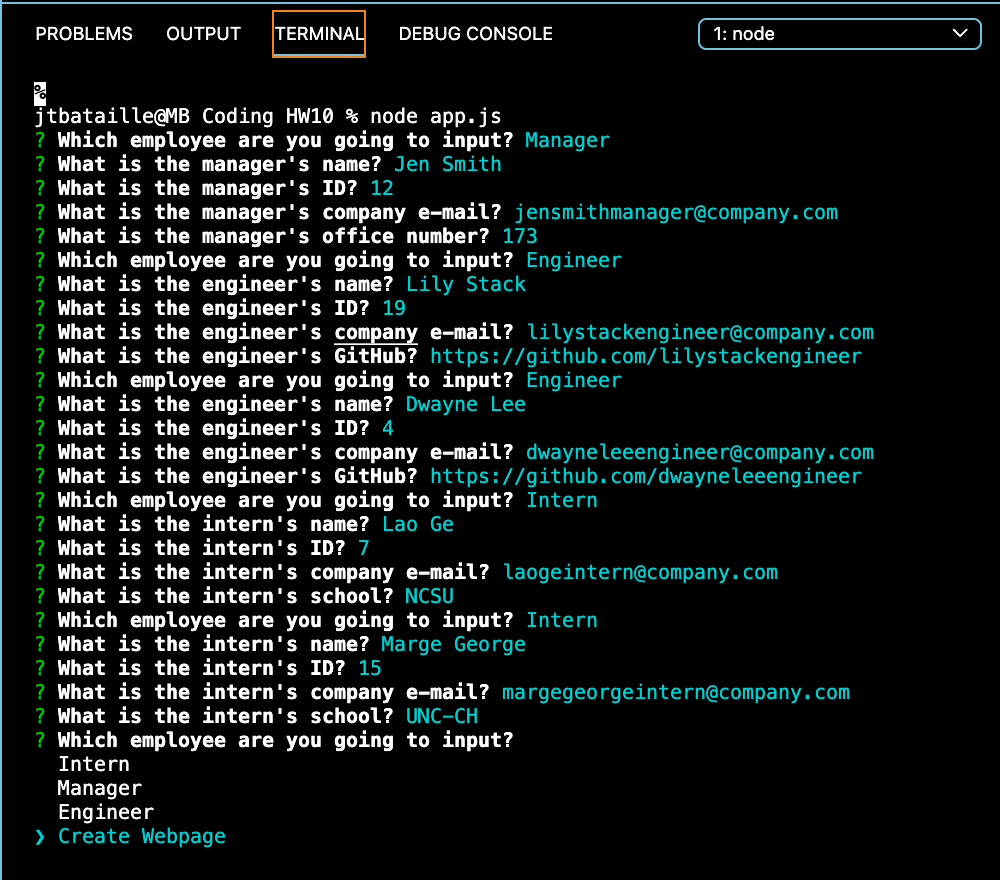 PROBLEMS OUTPUT TERMINAL DEBUG CONSOLE 1: node
%
jtbataille@MB Coding HW10 % node app.js
? Which employee are you going to input? Manager
? What is the manager's name? Jen Smith
? What is the manager's ID? 12
? What is the manager's company e-mail? jensmithmanager@company.com
? What is the manager's office number? 173
? Which employee are you going to input? Engineer
? What is the engineer's name? Lily Stack
? What is the engineer's ID? 19
? What is the engineer's company e-mail? lilystackengineer@company.com
? What is the engineer's GitHub? https://github.com/lilystackengineer
? Which employee are you going to input? Engineer
? What is the engineer's name? Dwayne Lee
? What is the engineer's ID? 4
? What is the engineer's company e-mail? dwayneleeengineer@company.com
? What is the engineer's GitHub? https://github.com/dwayneleeengineer
? Which employee are you going to input? Intern
? What is the intern's name? Lao Ge
? What is the intern's ID? 7
? What is the intern's company e-mail? laogeintern@company.com
? What is the intern's school? NCSU
? Which employee are you going to input? Intern
? What is the intern's name? Marge George
? What is the intern's ID? 15
? What is the intern's company e-mail? margegeorgeintern@company.com
? What is the intern's school? UNC-CH
? Which employee are you going to input?
Intern
Manager
Engineer
❯ Create Webpage